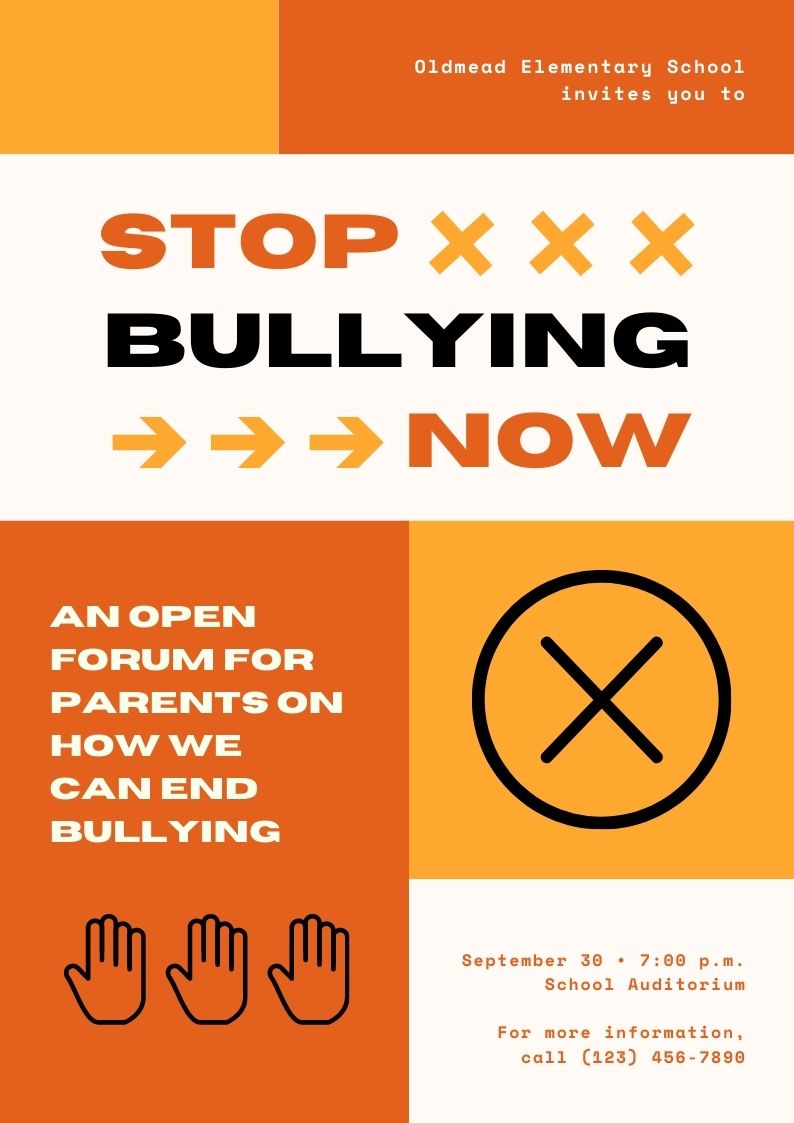 Oldmead Elementary School
invites you to
STOP
BULLYING
NOW
AN OPEN
FORUM FOR
PARENTS ON
HOW WE
CAN END
BULLYING
September 30 • 7:00 p.m.
School Auditorium
For more information,
call (123) 456-7890